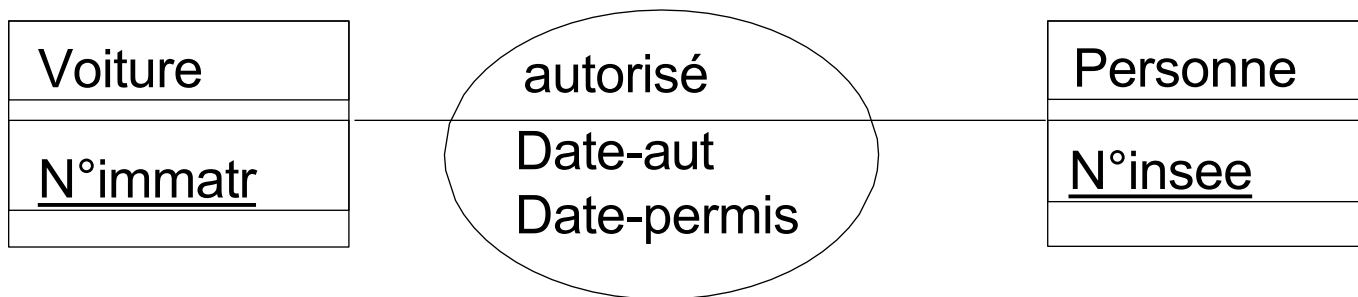 Voiture
N°immatr
autorisé
Date-aut
Date-permis
Personne
N°insee